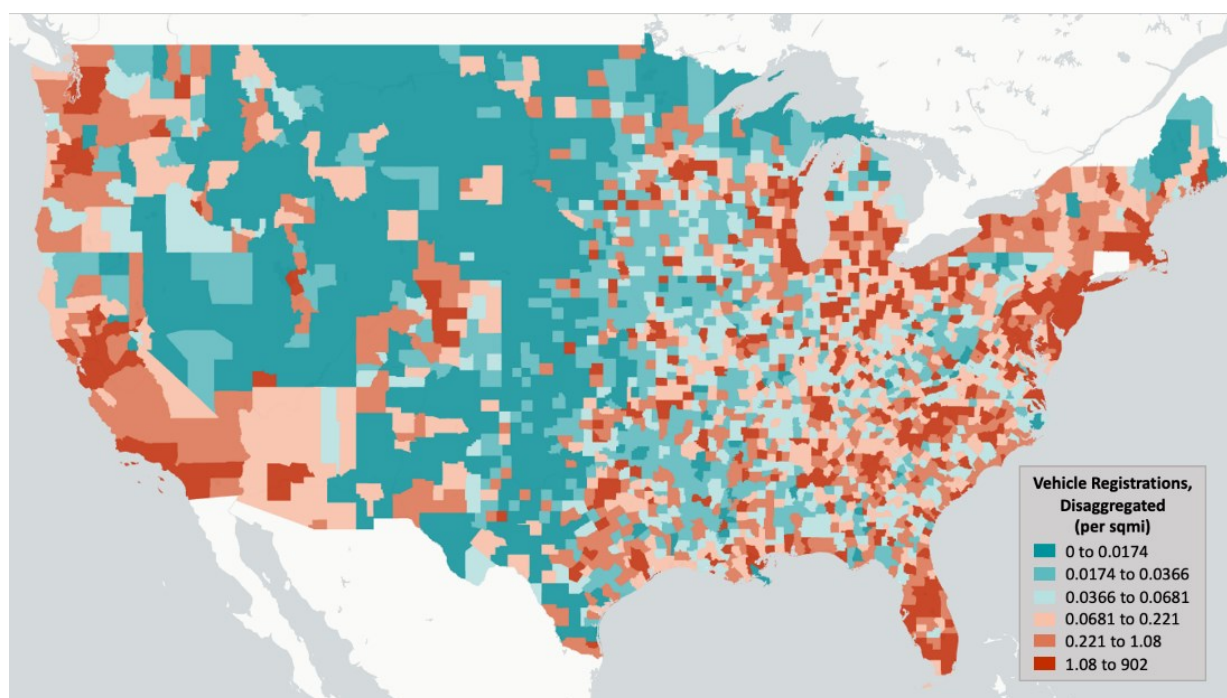 Vehicle Registrations,
Disaggregated
(per sqmi)
0 to 0.0174
0.0174 to 0.0366
0.0366 to 0.0681
0.0681 to 0.221
0.221 to 1.08
1.08 to 902